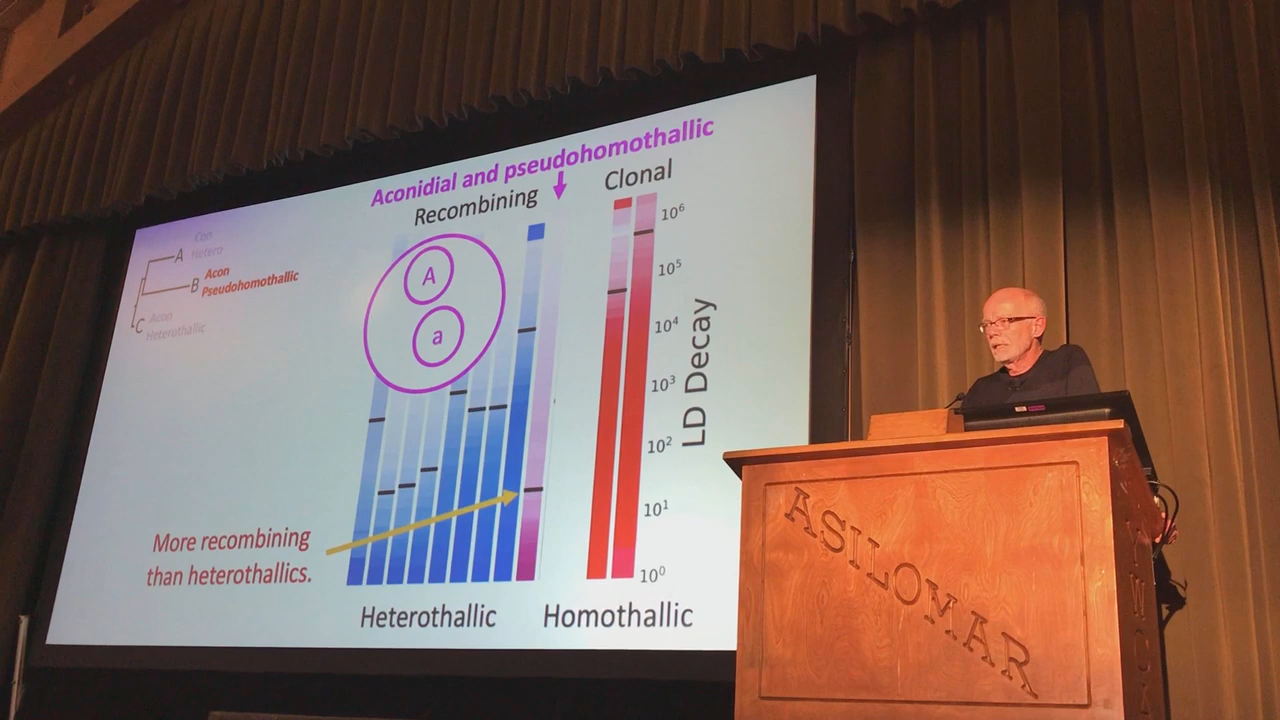 Aconidial and pseudohomothallic
Recombining
Clonal
A
Con
Hetero
B
Acon
Pseudohomothallic
C
Acon
Heterothallic
A
a
10⁶
10⁵
10⁴
10³
10²
10¹
10⁰
LD Decay
More recombining
than heterothallics.
Heterothallic
Homothallic
ASILOMAR